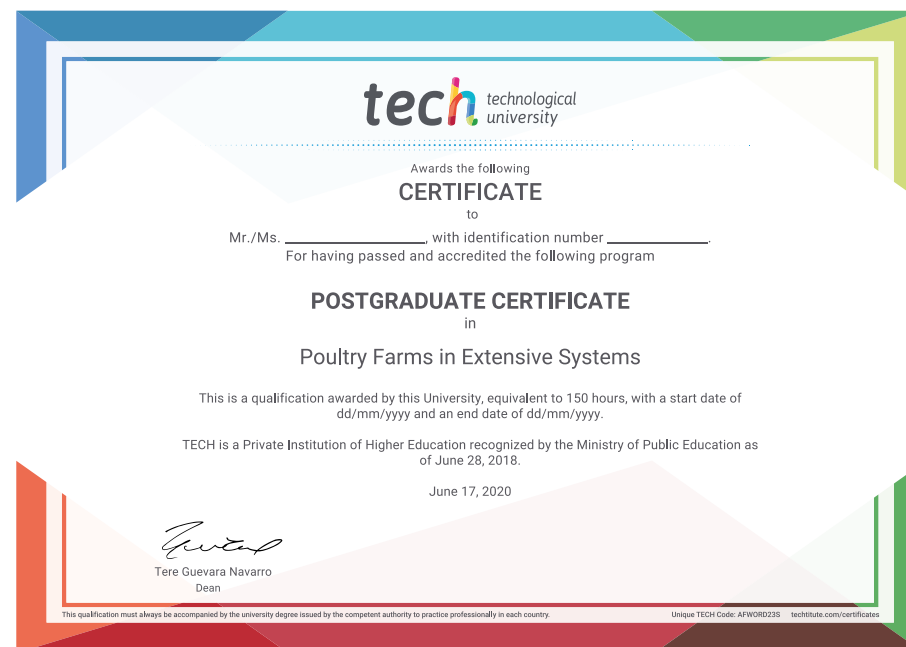 tech technological
university
Awards the following
CERTIFICATE
to
Mr./Ms. ____________________, with identification number ______________.
For having passed and accredited the following program
POSTGRADUATE CERTIFICATE
in
Poultry Farms in Extensive Systems
This is a qualification awarded by this University, equivalent to 150 hours, with a start date of
dd/mm/yyyy and an end date of dd/mm/yyyy.
TECH is a Private Institution of Higher Education recognized by the Ministry of Public Education as
of June 28, 2018.
June 17, 2020
Tere Guevara Navarro
Dean
This qualification must always be accompanied by the university degree issued by the competent authority to practice professionally in each country. Unique TECH Code: AFWORD23S techtitute.com/certificates